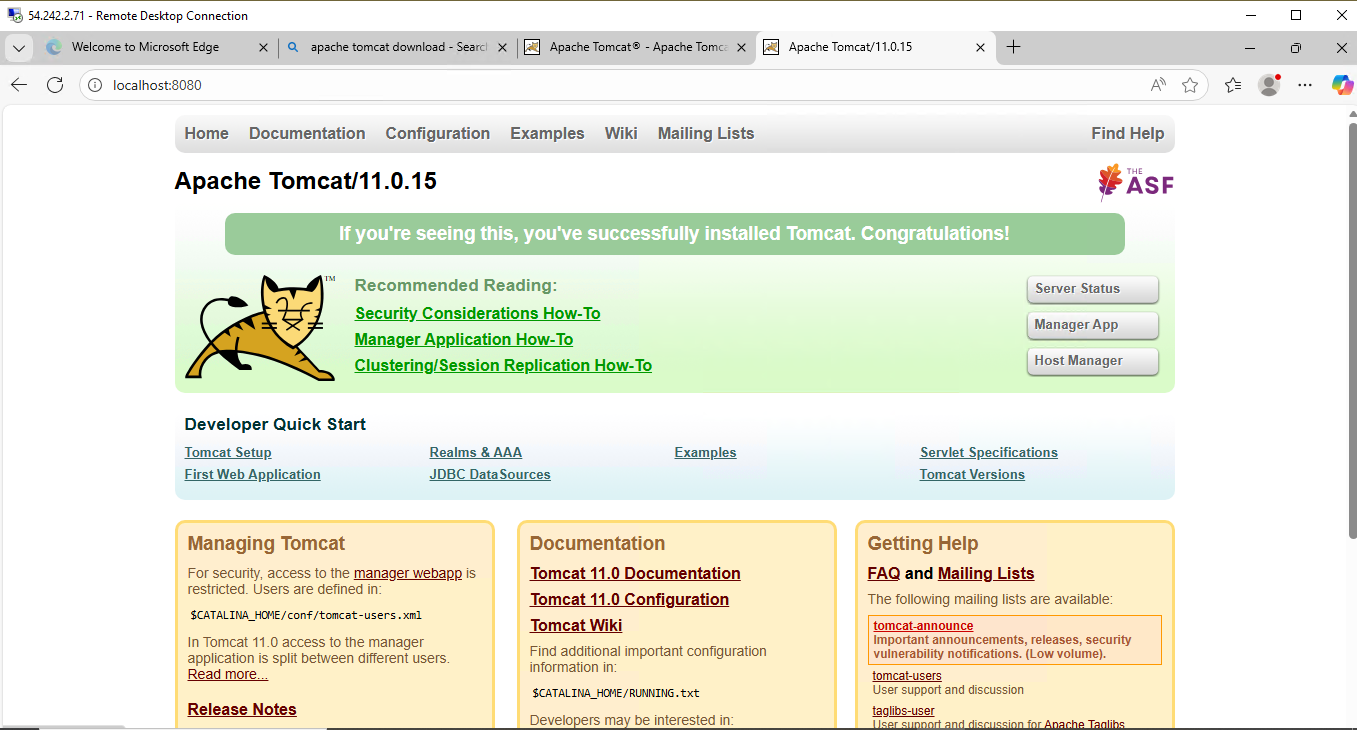 54.242.2.71 - Remote Desktop Connection
Welcome to Microsoft Edge
apache tomcat download - Search
Apache Tomcat® - Apache Tomca
Apache Tomcat/11.0.15
localhost:8080
Home Documentation Configuration Examples Wiki Mailing Lists Find Help
Apache Tomcat/11.0.15
THE
ASF
If you're seeing this, you've successfully installed Tomcat. Congratulations!
TM
Recommended Reading:
Security Considerations How-To
Manager Application How-To
Clustering/Session Replication How-To
Server Status
Manager App
Host Manager
Developer Quick Start
Tomcat Setup
First Web Application
Realms & AAA
JDBC DataSources
Examples
Servlet Specifications
Tomcat Versions
Managing Tomcat
For security, access to the manager webapp is
restricted. Users are defined in:
$CATALINA_HOME/conf/tomcat-users.xml
In Tomcat 11.0 access to the manager
application is split between different users.
Read more...
Release Notes
Documentation
Tomcat 11.0 Documentation
Tomcat 11.0 Configuration
Tomcat Wiki
Find additional important configuration
information in:
$CATALINA_HOME/RUNNING.txt
Developers may be interested in:
Getting Help
FAQ and Mailing Lists
The following mailing lists are available:
tomcat-announce
Important announcements, releases, security
vulnerability notifications. (Low volume).
tomcat-users
User support and discussion
taglibs-user
User support and discussion for Apache Taglibs